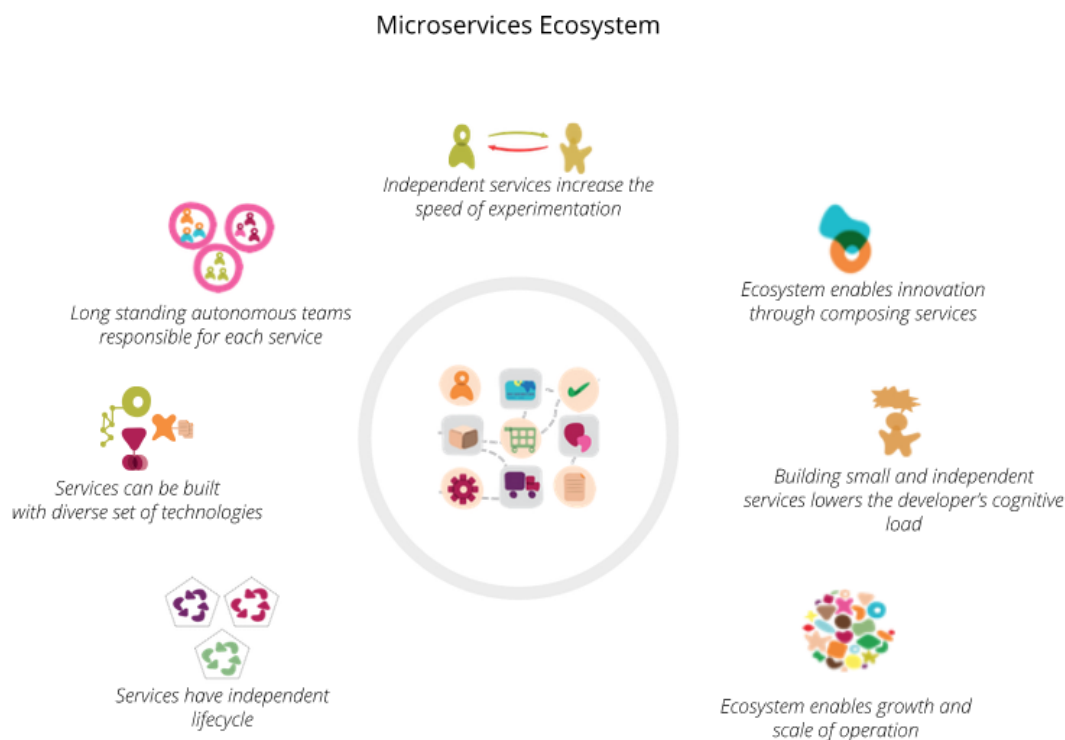 Microservices Ecosystem
Independent services increase the
speed of experimentation
Long standing autonomous teams
responsible for each service
Ecosystem enables innovation
through composing services
Services can be built
with diverse set of technologies
Building small and independent
services lowers the developer's cognitive
load
Services have independent
lifecycle
Ecosystem enables growth and
scale of operation